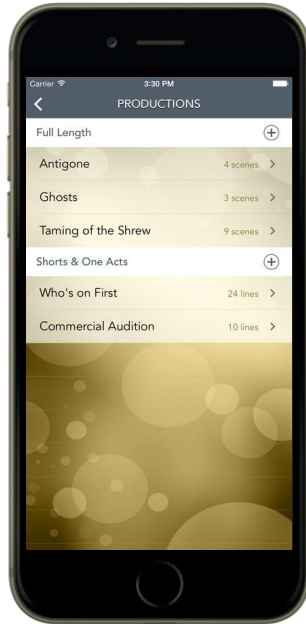 Carrier 3:30 PM
PRODUCTIONS
Full Length
Antigone 4 scenes
Ghosts 3 scenes
Taming of the Shrew 9 scenes
Shorts & One Acts
Who's on First 24 lines
Commercial Audition 10 lines